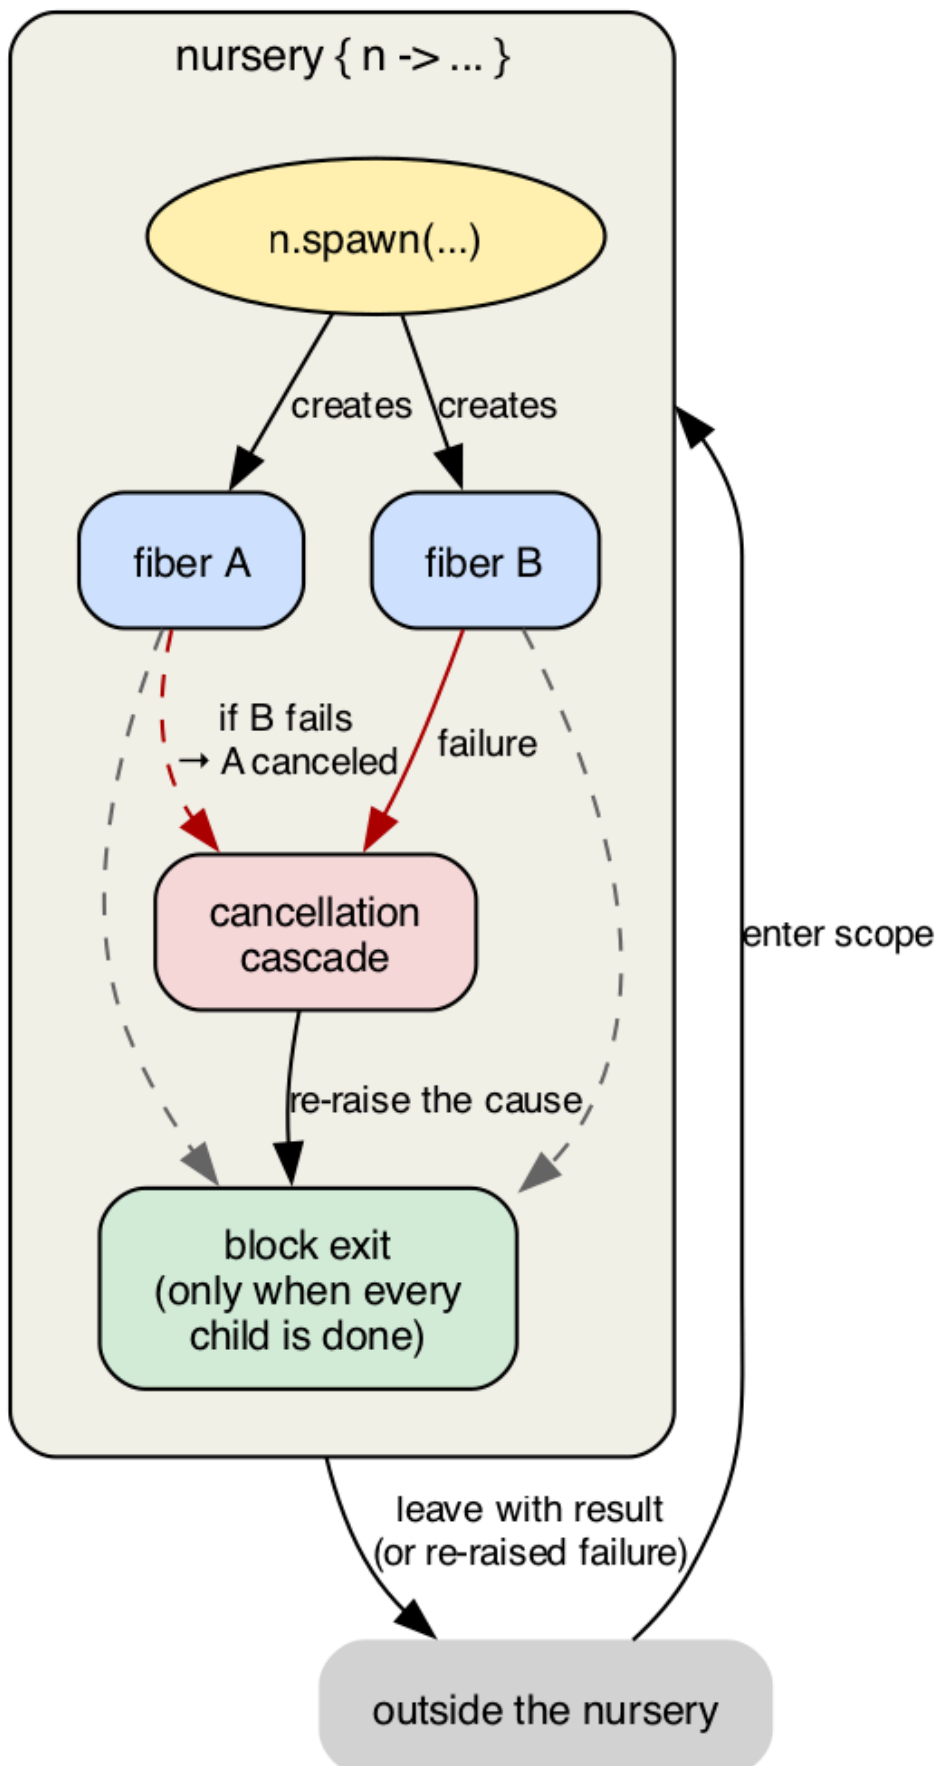 nursery { n -> ... }
n.spawn(...)
creates
creates
fiber A
fiber B
if B fails
→ A canceled
failure
cancellation
cascade
enter scope
re-raise the cause
block exit
(only when every
child is done)
leave with result
(or re-raised failure)
outside the nursery